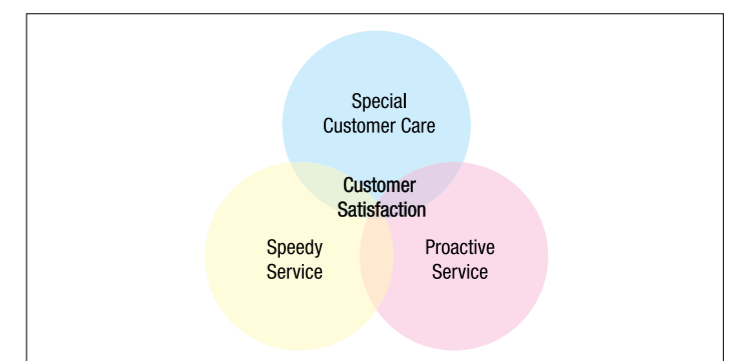 Special
Customer Care
Customer
Satisfaction
Speedy
Service
Proactive
Service